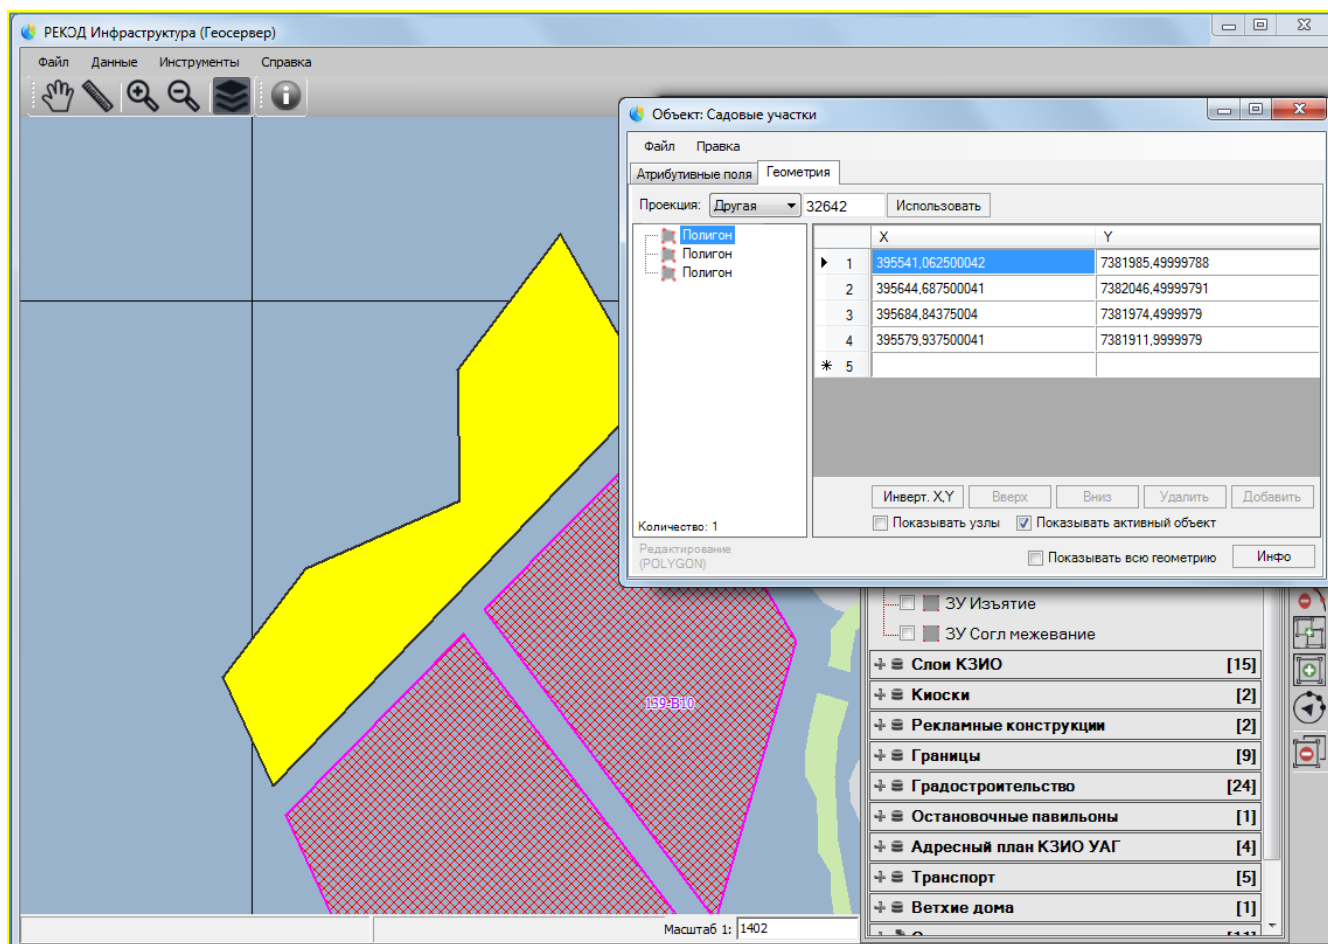 РЕКОД Инфраструктура (Геосервер)
Файл Данные Инструменты Справка
Объект: Садовые участки
Файл Правка
Атрибутивные поля Геометрия
Проекция: Другая 32642 Использовать
Полигон
Полигон
Полигон
X Y
1 395541,062500042 7381985,49999788
2 395644,687500041 7382046,49999791
3 395684,84375004 7381974,4999979
4 395579,937500041 7381911,9999979
* 5
Инверт. X,Y Вверх Вниз Удалить Добавить
Количество: 1
Показывать узлы Показывать активный объект
Редактирование
(POLYGON)
Показывать всю геометрию Инфо
ЗУ Изъятие
ЗУ Согл межевание
Слои КЗИО [15]
Киоски [2]
Рекламные конструкции [2]
Границы [9]
Градостроительство [24]
Остановочные павильоны [1]
Адресный план КЗИО УАГ [4]
Транспорт [5]
Ветхие дома [1]
139-В10
Масштаб 1: 1402